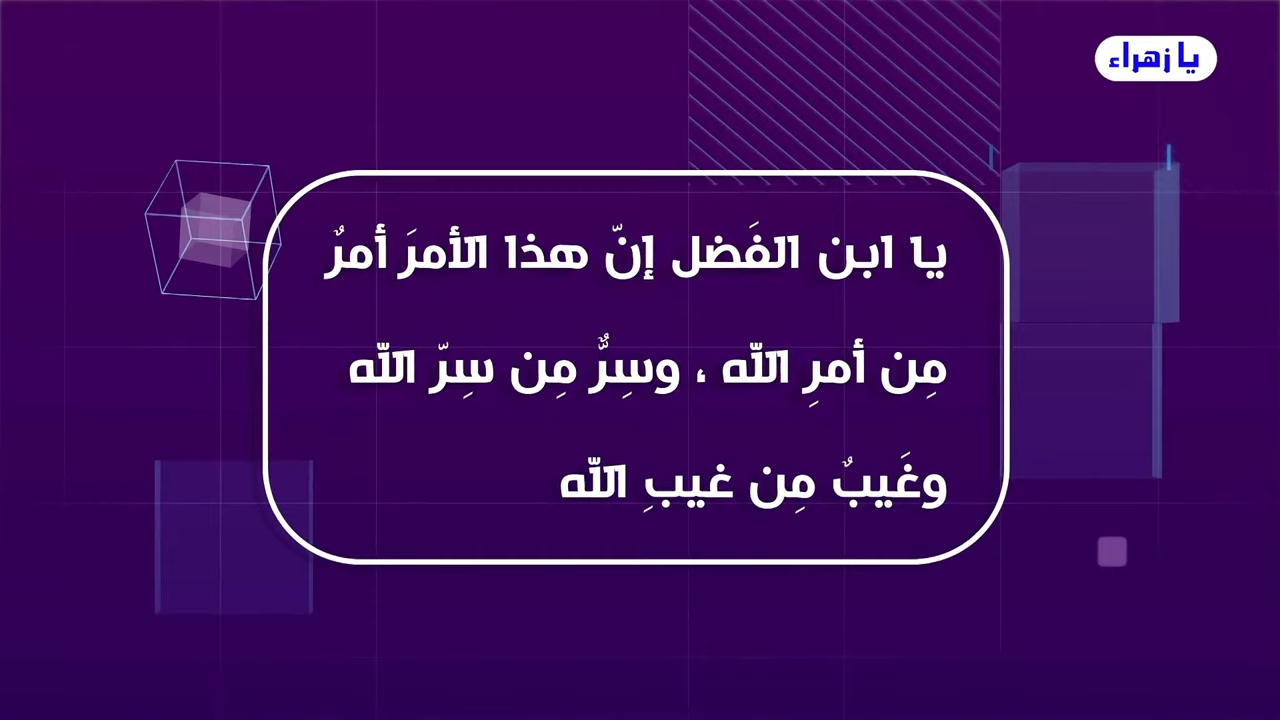 يا زهراء
يا ابن الفَضل إنّ هذا الأمرَ أمرٌ
مِن أمرِ الله ، وسِرٌّ مِن سِرّ الله
وغَيبٌ مِن غيبِ الله